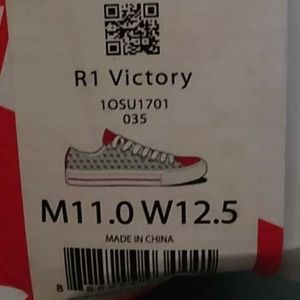 R1 Victory
1OSU1701
035
M11.0 W12.5
MADE IN CHINA